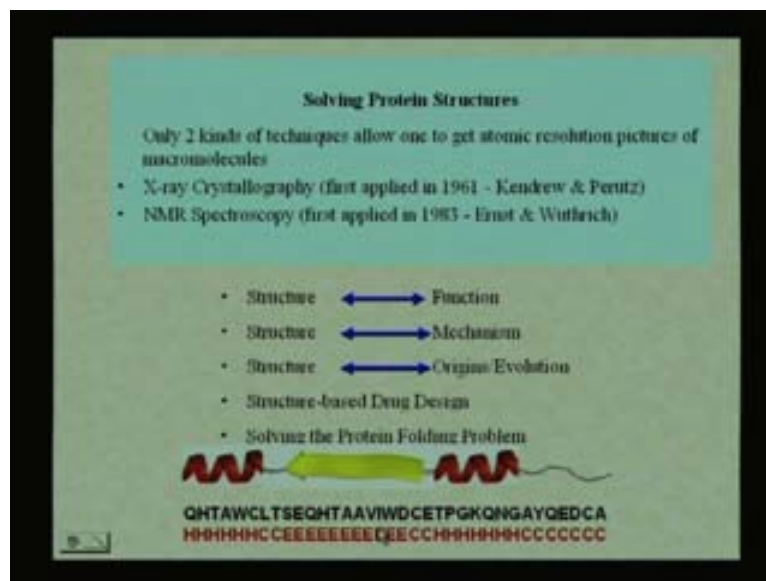 Solving Protein Structures
Only 2 kinds of techniques allow one to get atomic resolution pictures of
macromolecules
• X-ray Crystallography (first applied in 1961 - Kendrew & Perutz)
• NMR Spectroscopy (first applied in 1983 - Ernst & Wuthrich)
• Structure Function
• Structure Mechanism
• Structure Origins/Evolution
• Structure-based Drug Design
• Solving the Protein Folding Problem
QHTAWCLTSEQHTAAVIWDCETPGKQNGAYQEDCA